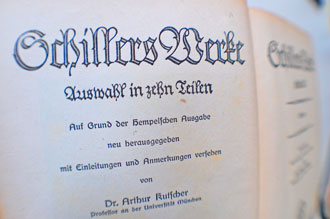 Schillers Werke
Auswahl in zehn Teilen
Auf Grund der Hempelschen Ausgabe
neu herausgegeben
mit Einleitungen und Anmerkungen versehen
von
Dr. Arthur Kutscher
Professor an der Universität München